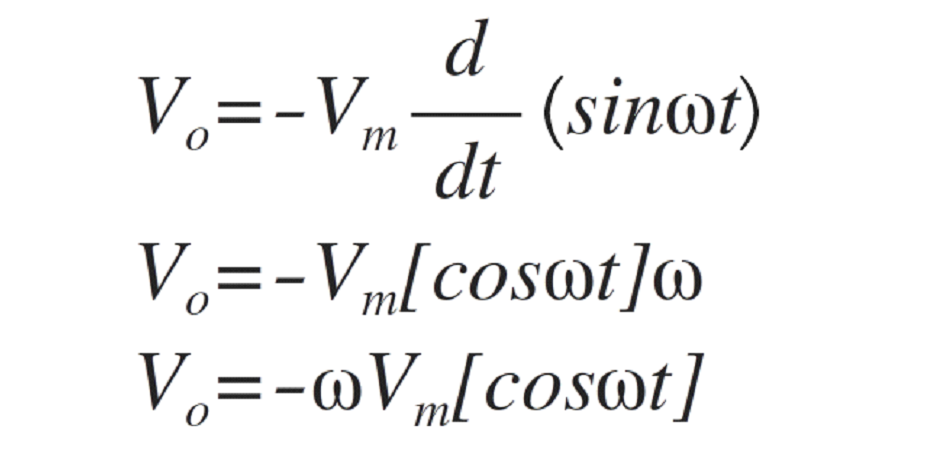 Vₒ=-Vₘ d/dt (sinωt)
Vₒ=-Vₘ[cosωt]ω
Vₒ=-ωVₘ[cosωt]